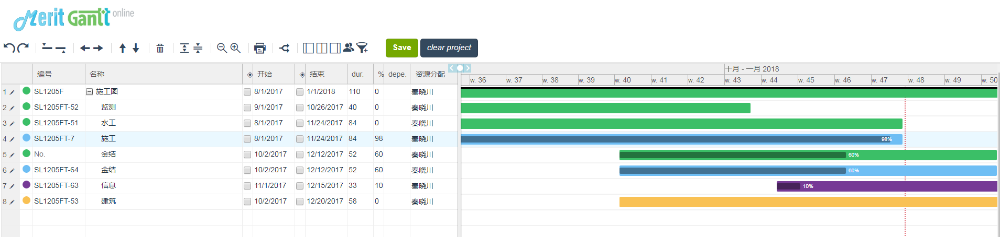 Merit Gantt online
Save clear project
编号 名称 开始 结束 dur. % depe. 资源分配
十月 - 一月 2018
w. 36 w. 37 w. 38 w. 39 w. 40 w. 41 w. 42 w. 43 w. 44 w. 45 w. 46 w. 47 w. 48 w. 49 w. 50
1 SL1205F 施工图 8/1/2017 1/1/2018 110 0 秦晓川
2 SL1205FT-52 监测 9/1/2017 10/26/2017 40 0 秦晓川
3 SL1205FT-51 水工 8/1/2017 11/24/2017 84 0 秦晓川
4 SL1205FT-7 施工 8/1/2017 11/24/2017 84 98 秦晓川 98%
5 No. 金结 10/2/2017 12/12/2017 52 60 秦晓川 60%
6 SL1205FT-64 金结 10/2/2017 12/12/2017 52 60 秦晓川 60%
7 SL1205FT-63 信息 11/1/2017 12/15/2017 33 10 秦晓川 10%
8 SL1205FT-53 建筑 10/2/2017 12/20/2017 58 0 秦晓川